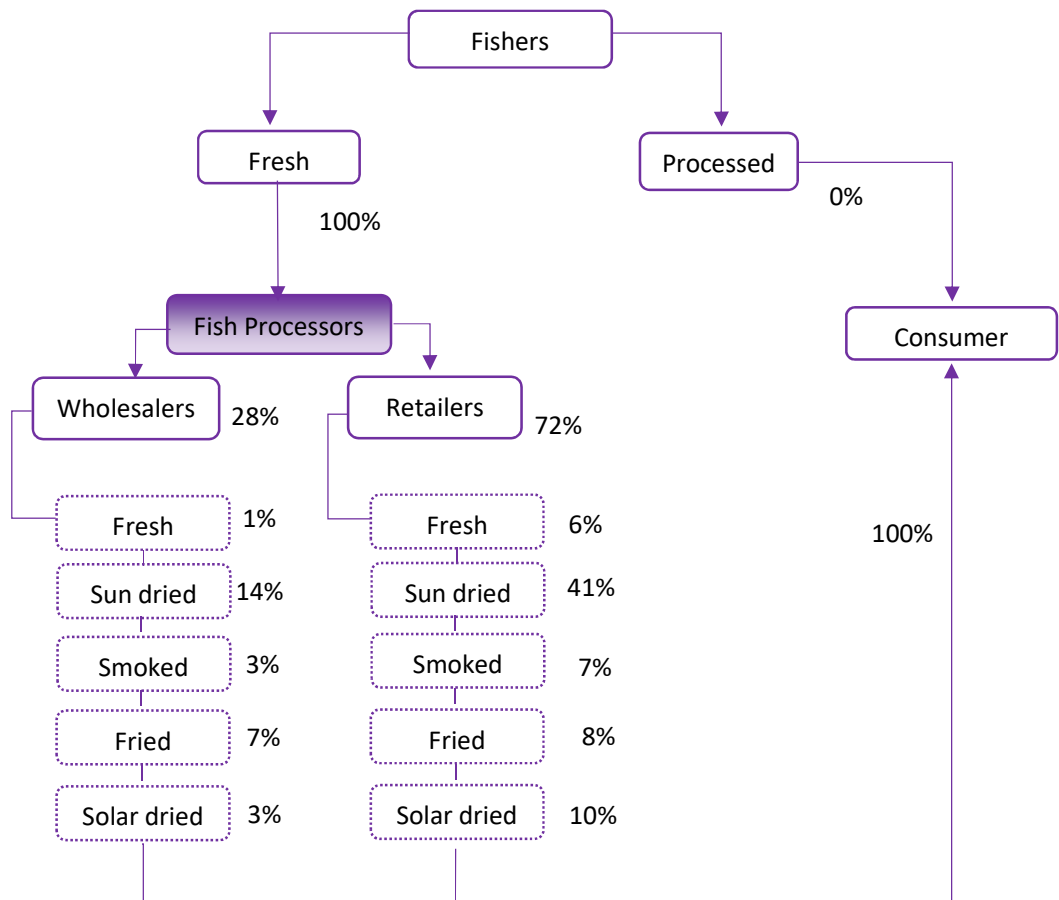 Fishers
Fresh
Processed
0%
100%
Fish Processors
Consumer
Wholesalers
28%
Retailers
72%
Fresh
1%
Sun dried
14%
Smoked
3%
Fried
7%
Solar dried
3%
Fresh
6%
Sun dried
41%
Smoked
7%
Fried
8%
Solar dried
10%
100%